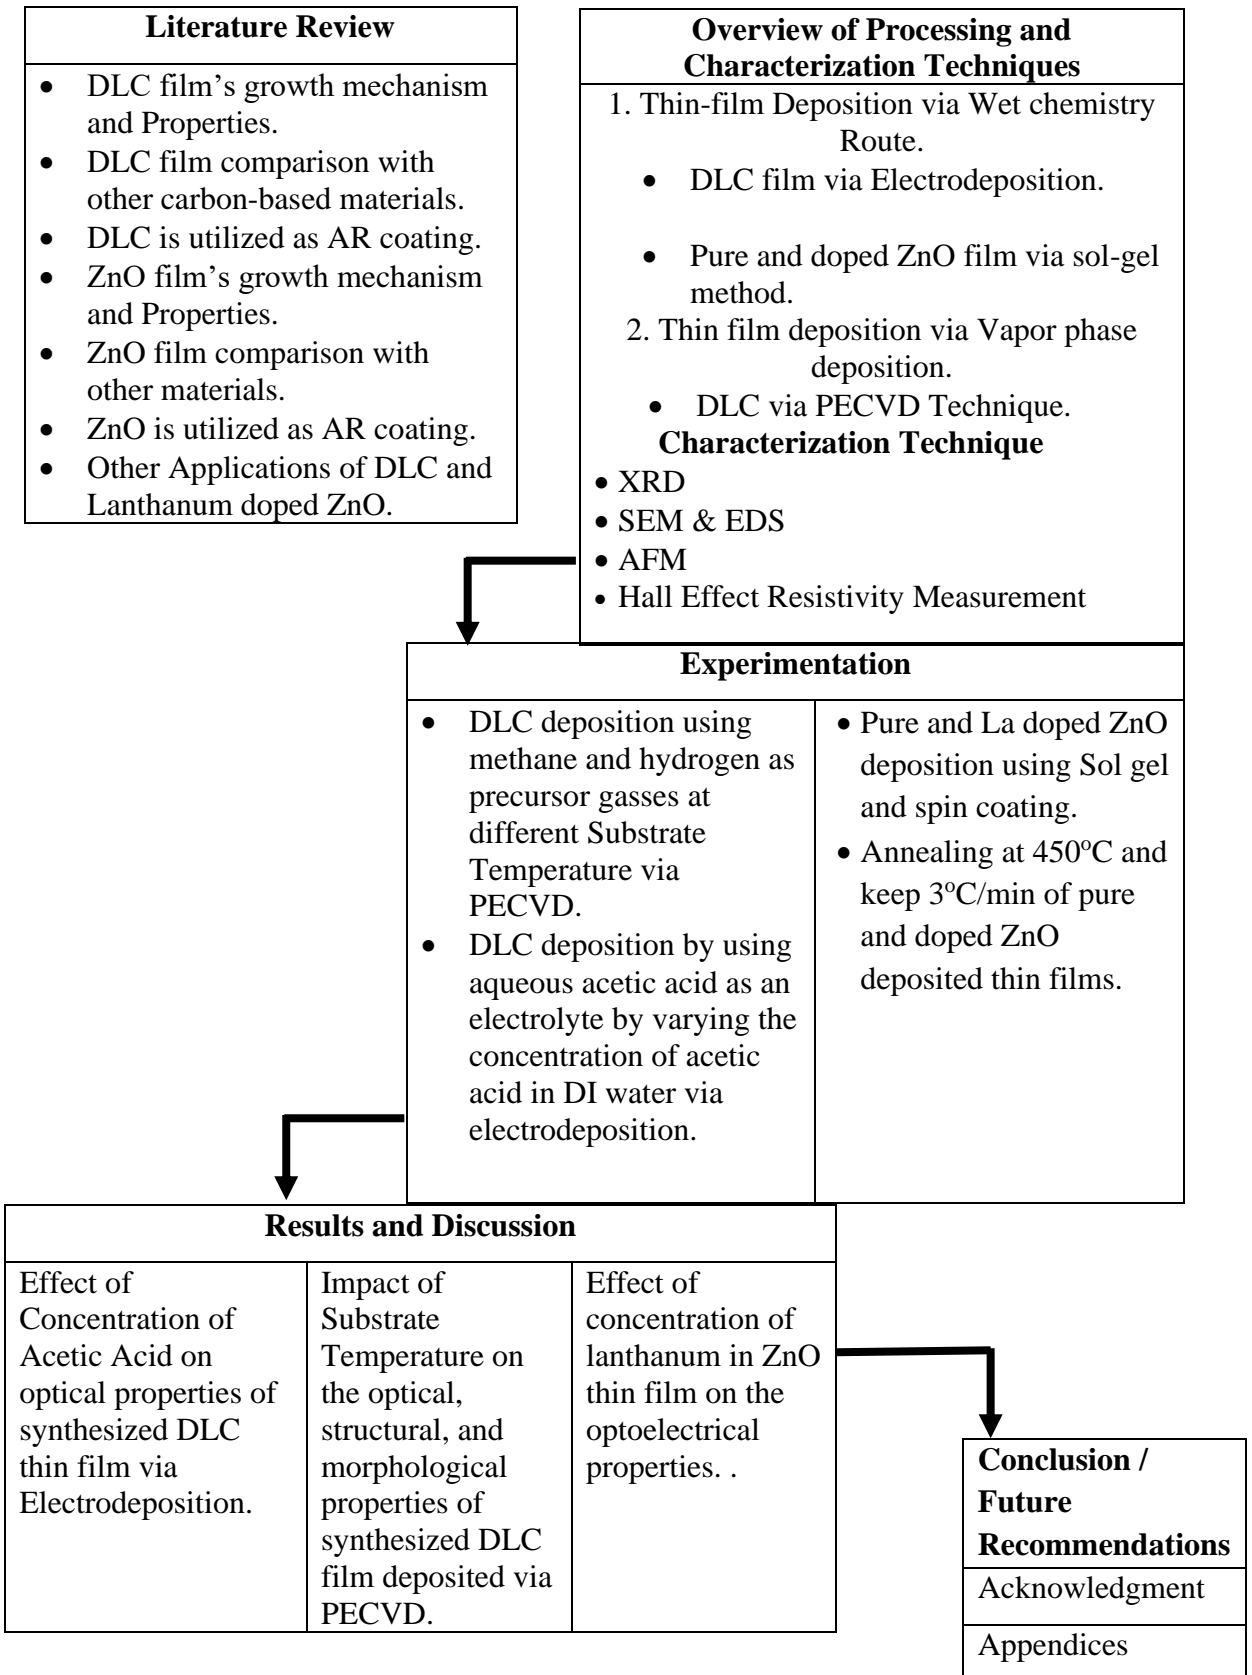 Literature Review
• DLC film’s growth mechanism
and Properties.
• DLC film comparison with
other carbon-based materials.
• DLC is utilized as AR coating.
• ZnO film’s growth mechanism
and Properties.
• ZnO film comparison with
other materials.
• ZnO is utilized as AR coating.
• Other Applications of DLC and
Lanthanum doped ZnO.
Overview of Processing and
Characterization Techniques
1. Thin-film Deposition via Wet chemistry
Route.
• DLC film via Electrodeposition.
• Pure and doped ZnO film via sol-gel
method.
2. Thin film deposition via Vapor phase
deposition.
• DLC via PECVD Technique.
Characterization Technique
• XRD
• SEM & EDS
• AFM
• Hall Effect Resistivity Measurement
Experimentation
• DLC deposition using
methane and hydrogen as
precursor gasses at
different Substrate
Temperature via
PECVD.
• DLC deposition by using
aqueous acetic acid as an
electrolyte by varying the
concentration of acetic
acid in DI water via
electrodeposition.
• Pure and La doped ZnO
deposition using Sol gel
and spin coating.
• Annealing at 450ºC and
keep 3ºC/min of pure
and doped ZnO
deposited thin films.
Results and Discussion
Effect of
Concentration of
Acetic Acid on
optical properties of
synthesized DLC
thin film via
Electrodeposition.
Impact of
Substrate
Temperature on
the optical,
structural, and
morphological
properties of
synthesized DLC
film deposited via
PECVD.
Effect of
concentration of
lanthanum in ZnO
thin film on the
optoelectrical
properties. .
Conclusion /
Future
Recommendations
Acknowledgment
Appendices